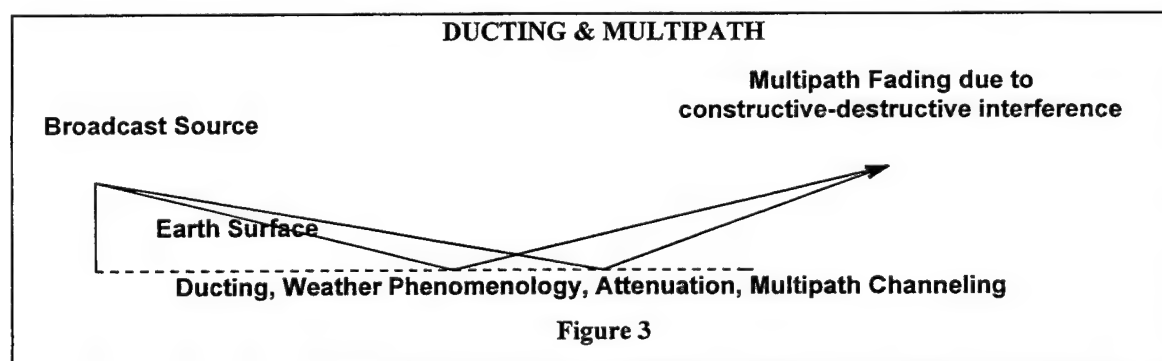 DUCTING & MULTIPATH
Multipath Fading due to
constructive-destructive interference
Broadcast Source
Earth Surface
Ducting, Weather Phenomenology, Attenuation, Multipath Channeling
Figure 3